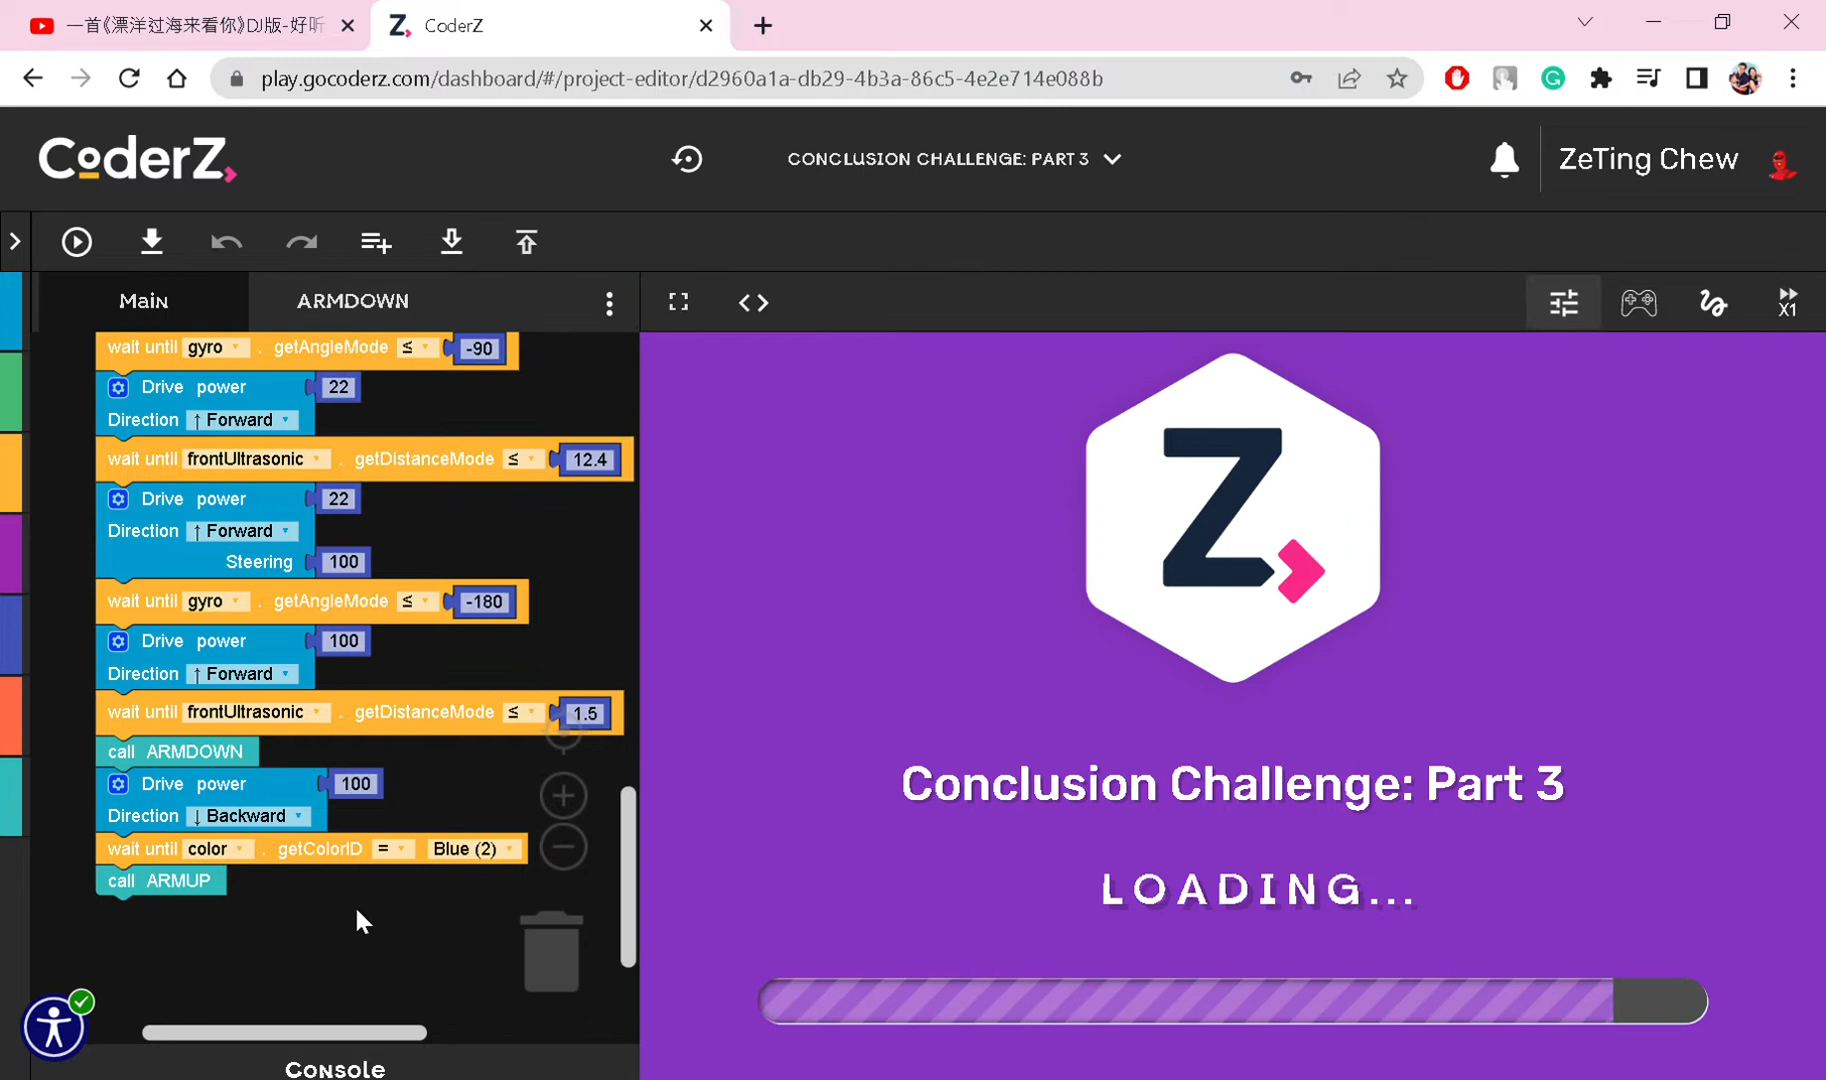 一首《漂洋过海来看你》DJ版-好听
CoderZ
play.gocoderz.com/dashboard/#/project-editor/d2960a1a-db29-4b3a-86c5-4e2e714e088b
CoderZ
CONCLUSION CHALLENGE: PART 3
ZeTing Chew
Main
ARMDOWN
X1
wait until gyro . getAngleMode ≤ -90
Drive power 22
Direction ↑ Forward
wait until frontUltrasonic . getDistanceMode ≤ 12.4
Drive power 22
Direction ↑ Forward
Steering 100
wait until gyro . getAngleMode ≤ -180
Drive power 100
Direction ↑ Forward
wait until frontUltrasonic . getDistanceMode ≤ 1.5
call ARMDOWN
Drive power 100
Direction ↓ Backward
wait until color . getColorID = Blue (2)
call ARMUP
Console
Z
Conclusion Challenge: Part 3
LOADING...